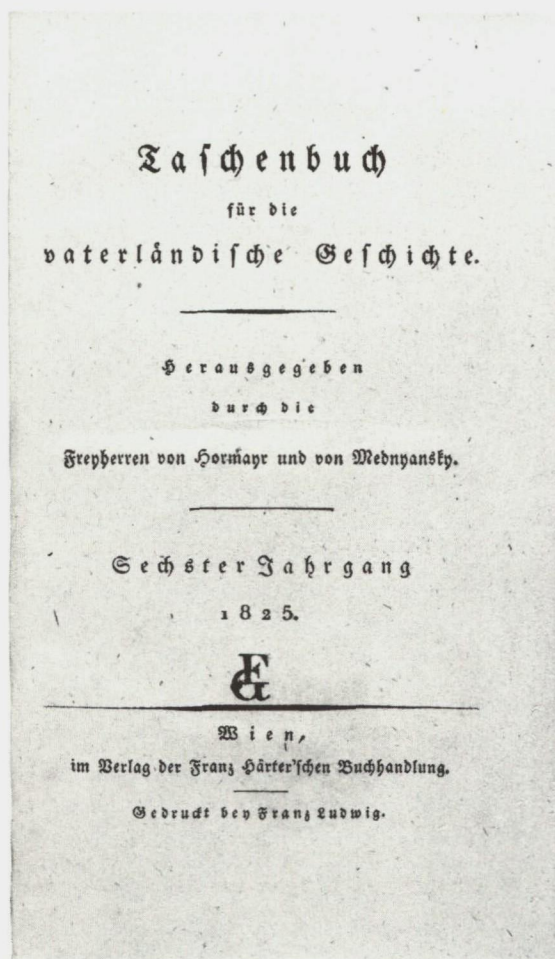 Taschenbuch
für die
vaterländische Geschichte.
Herausgegeben
durch die
Freyherren von Hormayr und von Mednyansky.
Sechster Jahrgang
1825.
FG
Wien,
im Verlag der Franz Härter'schen Buchhandlung.
Gedruckt bey Franz Ludwig.